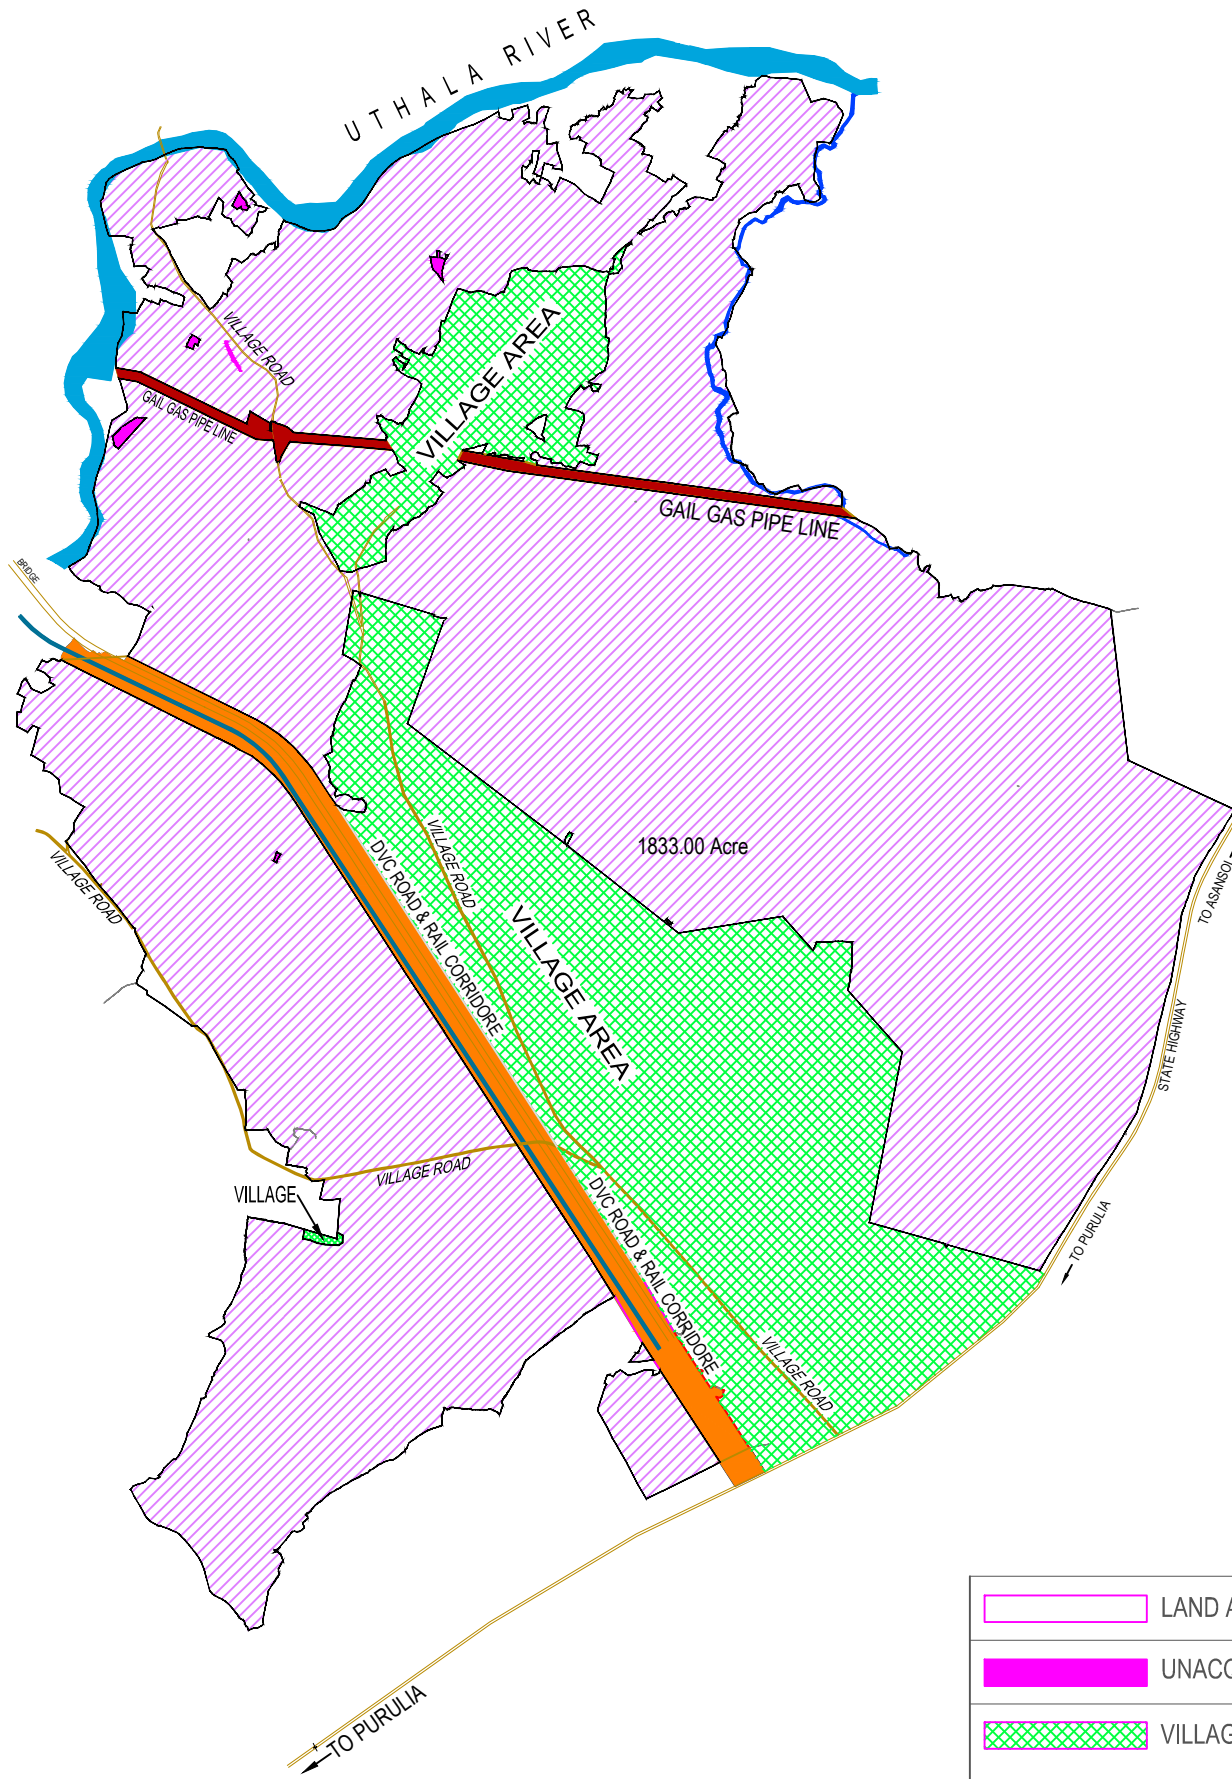 UTHALA RIVER
VILLAGE ROAD
GAIL GAS PIPE LINE
VILLAGE AREA
GAIL GAS PIPE LINE
BRIDGE
1833.00 Acre
VILLAGE ROAD
VILLAGE ROAD
DVC ROAD & RAIL CORRIDORE
TO ASANSOL
VILLAGE AREA
STATE HIGHWAY
VILLAGE ROAD
VILLAGE
DVC ROAD & RAIL CORRIDORE
TO PURULIA
VILLAGE ROAD
LAND A
UNACQ
VILLAG
TO PURULIA